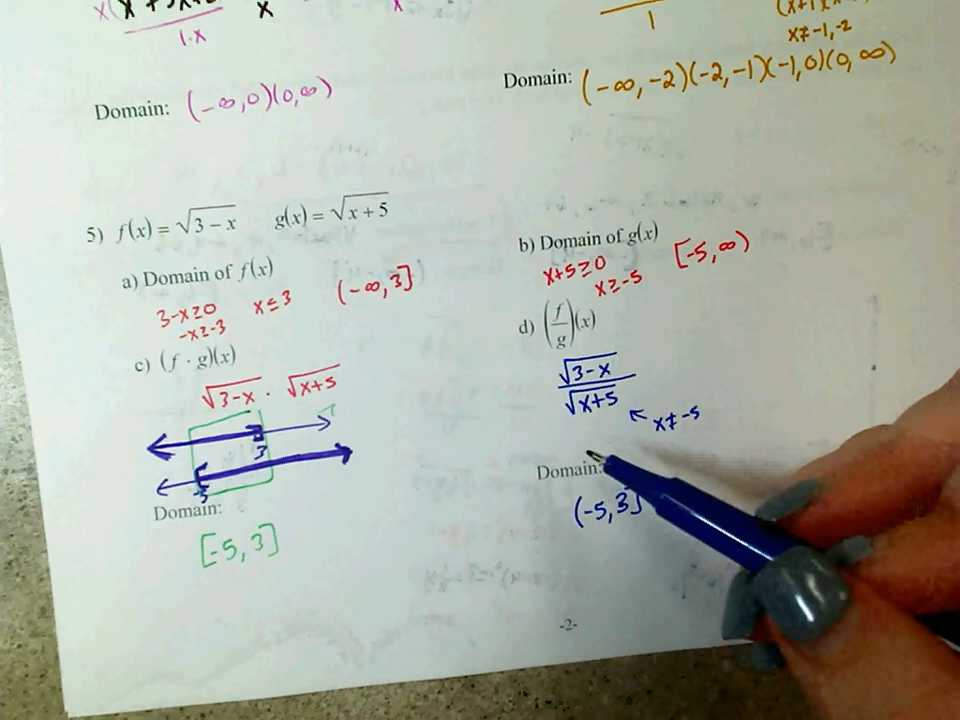 1·x
x
x
1
x≠-1,-2
Domain: (-∞,0)(0,∞)
Domain: (-∞,-2)(-2,-1)(-1,0)(0,∞)
5) f(x) = √3-x g(x) = √x+5
a) Domain of f(x)
3-x≥0 x≤3 (-∞,3]
-x≥-3
b) Domain of g(x)
x+5≥0 [-5,∞)
x≥-5
c) (f · g)(x)
√3-x · √x+5
3
-5
Domain:
[-5,3]
d) (f/g)(x)
√3-x
√x+5 x≠-5
Domain:
(-5,3]
-2-